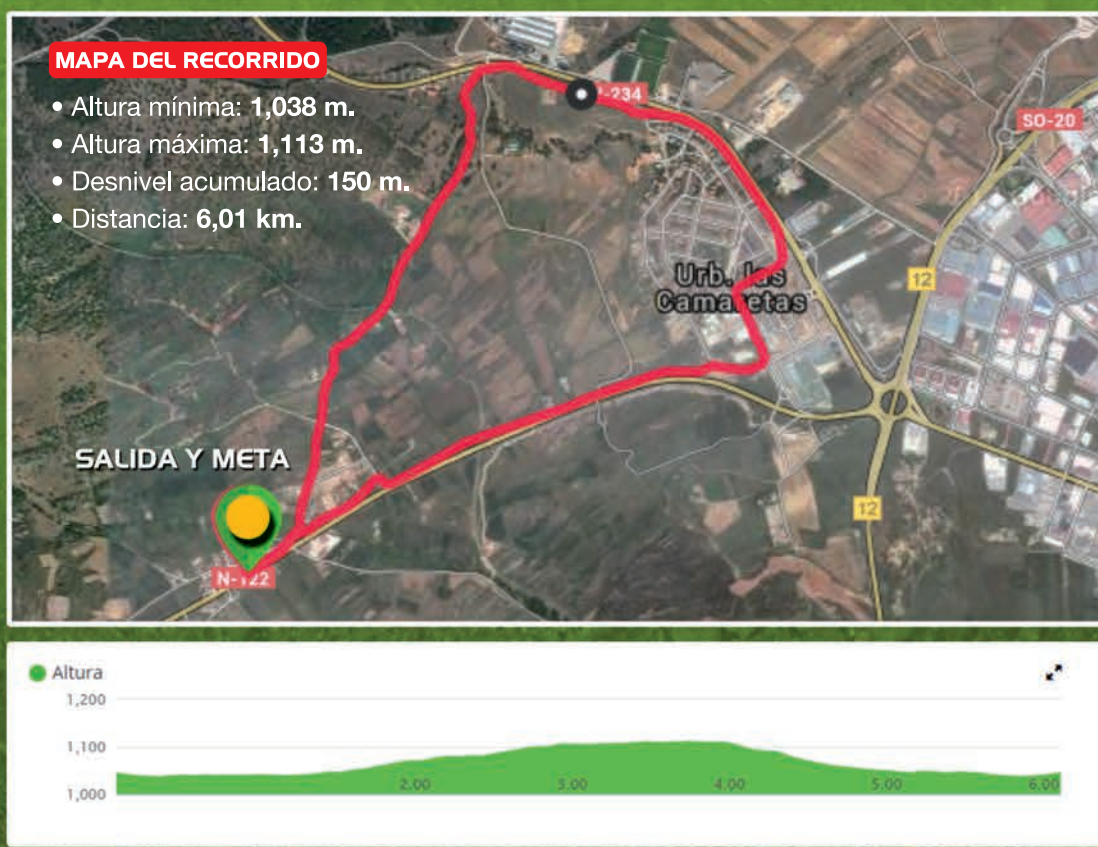 MAPA DEL RECORRIDO
• Altura mínima: 1,038 m.
• Altura máxima: 1,113 m.
• Desnivel acumulado: 150 m.
• Distancia: 6,01 km.
-234
SO-20
Urb. las
Camaretas
12
12
SALIDA Y META
N-122
Altura
1,200
1,100
1,000
2.00
3.00
4.00
5.00
6.00